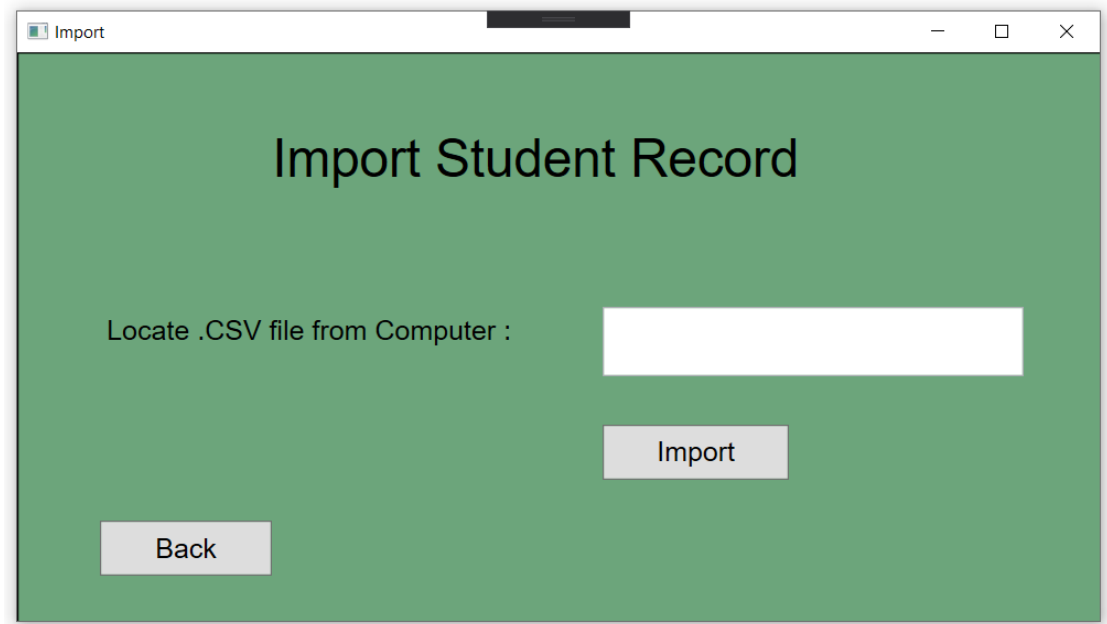 Import
Import Student Record
Locate .CSV file from Computer :
Import
Back